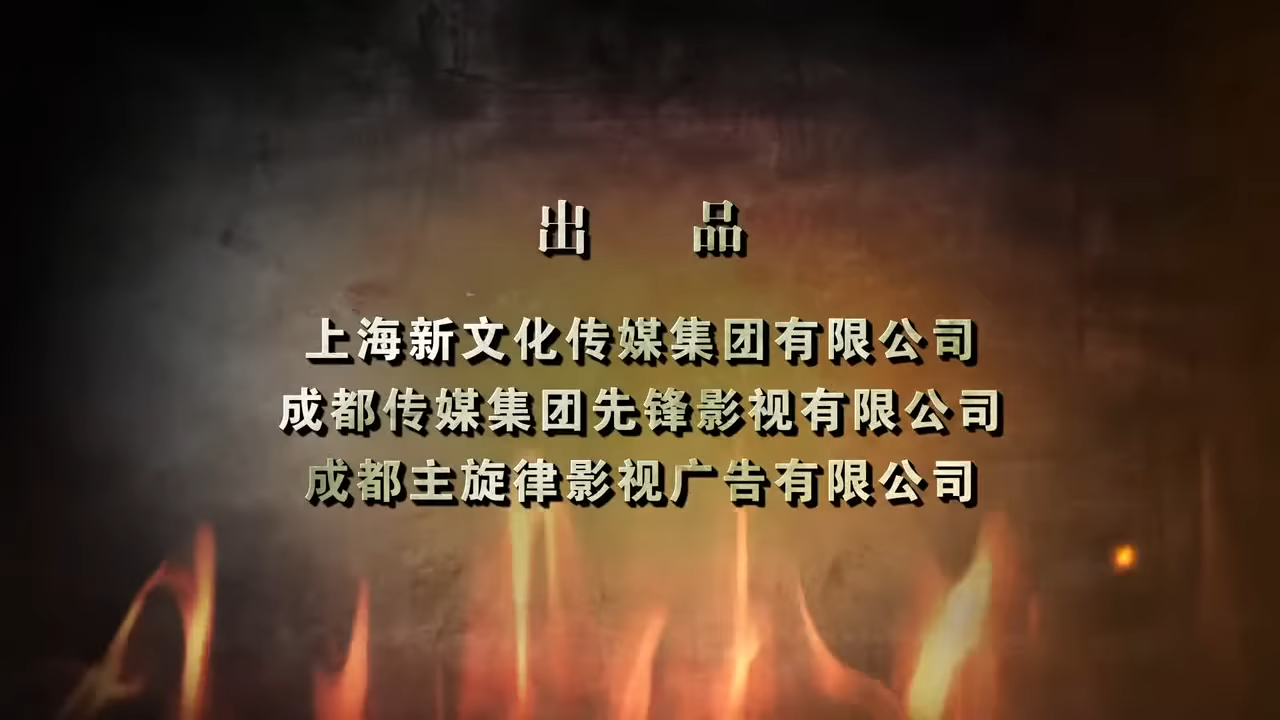 出 品
上海新文化传媒集团有限公司
成都传媒集团先锋影视有限公司
成都主旋律影视广告有限公司